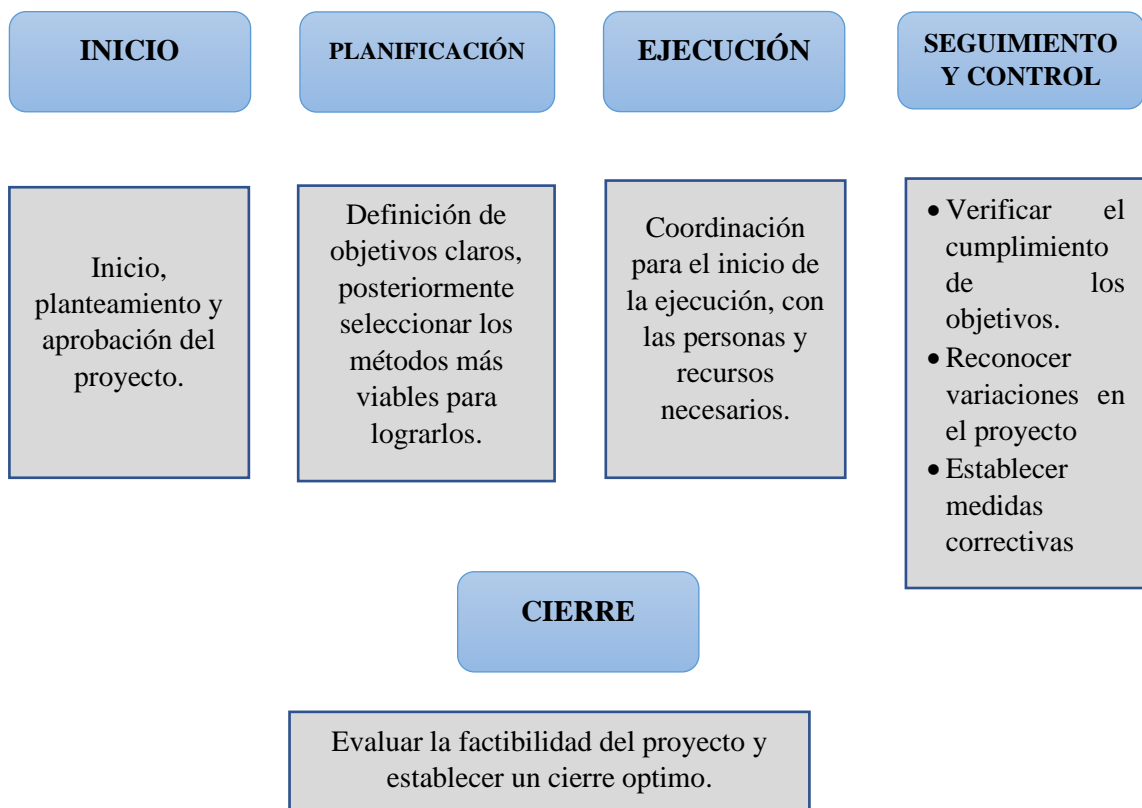 INICIO
Inicio,
planteamiento y
aprobación del
proyecto.
PLANIFICACIÓN
Definición de
objetivos claros,
posteriormente
seleccionar los
métodos más
viables para
lograrlos.
EJECUCIÓN
Coordinación
para el inicio de
la ejecución, con
las personas y
recursos
necesarios.
SEGUIMIENTO
Y CONTROL
• Verificar el
cumplimiento
de los
objetivos.
• Reconocer
variaciones en
el proyecto
• Establecer
medidas
correctivas
CIERRE
Evaluar la factibilidad del proyecto y
establecer un cierre optimo.